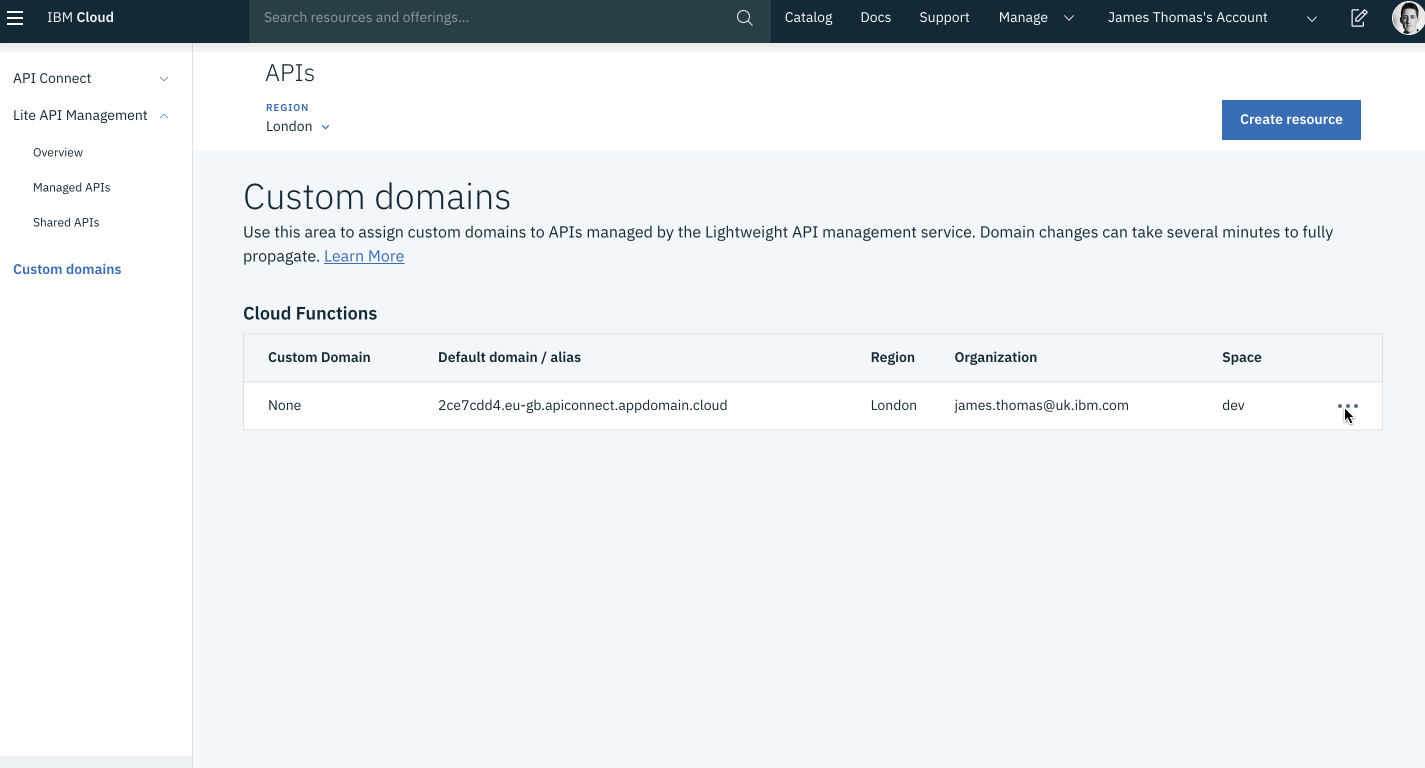 IBM Cloud
Search resources and offerings...
Catalog
Docs
Support
Manage
James Thomas's Account
API Connect
Lite API Management
Overview
Managed APIs
Shared APIs
Custom domains
APIs
REGION
London
Create resource
Custom domains
Use this area to assign custom domains to APIs managed by the Lightweight API management service. Domain changes can take several minutes to fully
propagate. Learn More
Cloud Functions
Custom Domain Default domain / alias Region Organization Space
None 2ce7cdd4.eu-gb.apiconnect.appdomain.cloud London james.thomas@uk.ibm.com dev